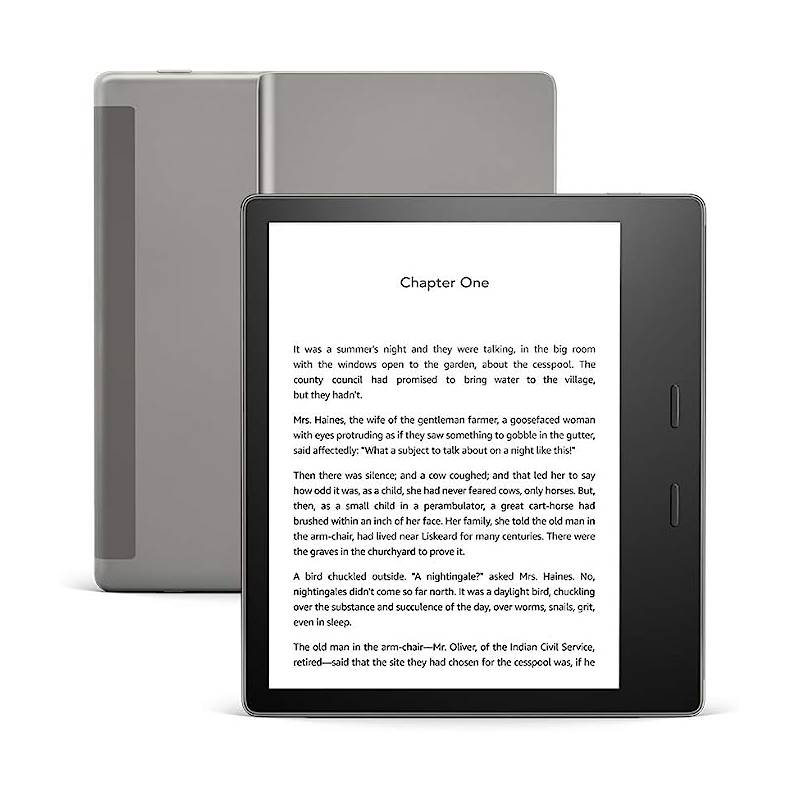 Chapter One
It was a summer's night and they were talking, in the big room
with the windows open to the garden, about the cesspool. The
county council had promised to bring water to the village,
but they hadn't.
Mrs. Haines, the wife of the gentleman farmer, a goosefaced woman
with eyes protruding as if they saw something to gobble in the gutter,
said affectedly: "What a subject to talk about on a night like this!"
Then there was silence; and a cow coughed; and that led her to say
how odd it was, as a child, she had never feared cows, only horses. But,
then, as a small child in a perambulator, a great cart-horse had
brushed within an inch of her face. Her family, she told the old man in
the arm-chair, had lived near Liskeard for many centuries. There were
the graves in the churchyard to prove it.
A bird chuckled outside. "A nightingale?" asked Mrs. Haines. No,
nightingales didn't come so far north. It was a daylight bird, chuckling
over the substance and succulence of the day, over worms, snails, grit,
even in sleep.
The old man in the arm-chair—Mr. Oliver, of the Indian Civil Service,
retired—said that the site they had chosen for the cesspool was, if he